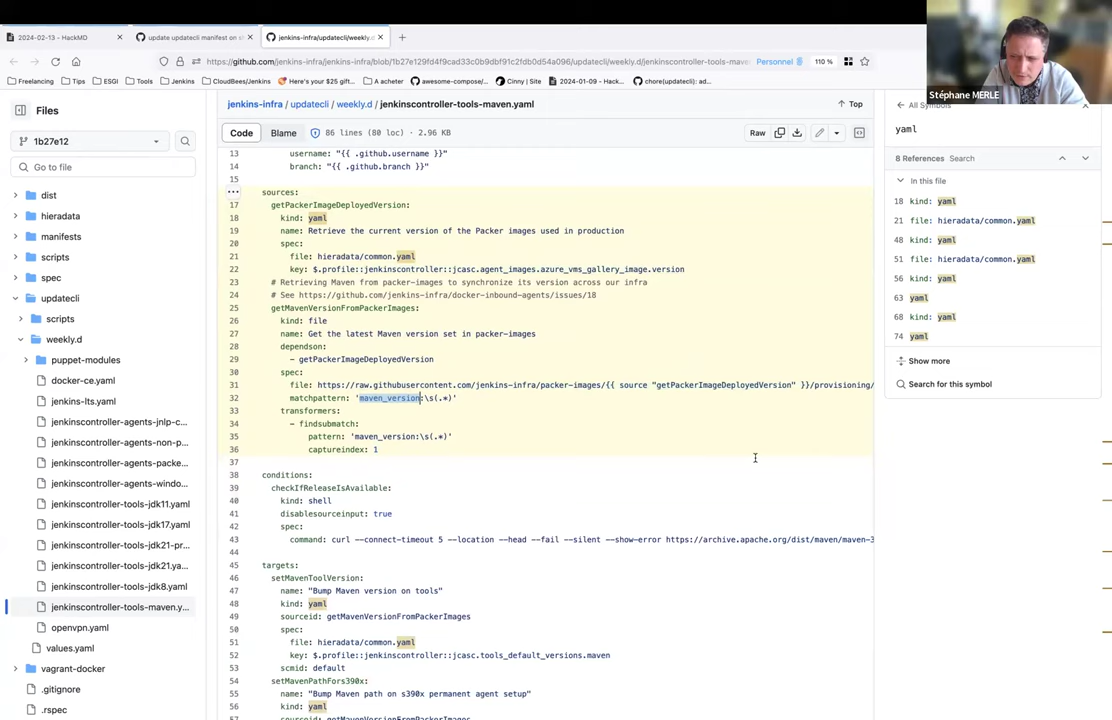 2024-02-13 - HackMD
update updatecli manifest on s
jenkins-infra/updatecli/weekly.d
https://github.com/jenkins-infra/jenkins-infra/blob/1b27e129fd4f9cad33c0b9dbf91c2fdb0d54a096/updatecli/weekly.d/jenkinscontroller-tools-mave
Personnel
110 %
Freelancing
Tips
ESGI
Jenkins
CloudBees/Jenkins
Here's your $25 gift...
A acheter
awesome-compose/...
Cinny | Site
2024-01-09 - Hack...
chore(updatecli): ad...
Stéphane MERLE
Files
1b27e12
Go to file
dist
hieradata
manifests
scripts
spec
updatecli
scripts
weekly.d
puppet-modules
docker-ce.yaml
jenkins-lts.yaml
jenkinscontroller-agents-jnlp-c...
jenkinscontroller-agents-non-p...
jenkinscontroller-agents-packe...
jenkinscontroller-agents-windo...
jenkinscontroller-tools-jdk11.yaml
jenkinscontroller-tools-jdk17.yaml
jenkinscontroller-tools-jdk21-pr...
jenkinscontroller-tools-jdk21.ya...
jenkinscontroller-tools-jdk8.yaml
jenkinscontroller-tools-maven.y...
openvpn.yaml
values.yaml
vagrant-docker
.gitignore
.rspec
jenkins-infra / updatecli / weekly.d / jenkinscontroller-tools-maven.yaml
Top
Code Blame 86 lines (80 loc) · 2.96 KB
Raw
13 username: "{{ .github.username }}"
14 branch: "{{ .github.branch }}"
15
sources:
17 getPackerImageDeployedVersion:
18 kind: yaml
19 name: Retrieve the current version of the Packer images used in production
20 spec:
21 file: hieradata/common.yaml
22 key: $.profile::jenkinscontroller::jcasc.agent_images.azure_vms_gallery_image.version
23 # Retrieving Maven from packer-images to synchronize its version across our infra
24 # See https://github.com/jenkins-infra/docker-inbound-agents/issues/18
25 getMavenVersionFromPackerImages:
26 kind: file
27 name: Get the latest Maven version set in packer-images
28 dependson:
29 - getPackerImageDeployedVersion
30 spec:
31 file: https://raw.githubusercontent.com/jenkins-infra/packer-images/{{ source "getPackerImageDeployedVersion" }}/provisioning/
32 matchpattern: 'maven_version:\s(.*)'
33 transformers:
34 - findsubmatch:
35 pattern: 'maven_version:\s(.*)'
36 captureindex: 1
37
38 conditions:
39 checkIfReleaseIsAvailable:
40 kind: shell
41 disablesourceinput: true
42 spec:
43 command: curl --connect-timeout 5 --location --head --fail --silent --show-error https://archive.apache.org/dist/maven/maven-3
44
45 targets:
46 setMavenToolVersion:
47 name: "Bump Maven version on tools"
48 kind: yaml
49 sourceid: getMavenVersionFromPackerImages
50 spec:
51 file: hieradata/common.yaml
52 key: $.profile::jenkinscontroller::jcasc.tools_default_versions.maven
53 scmid: default
54 setMavenPathFors390x:
55 name: "Bump Maven path on s390x permanent agent setup"
56 kind: yaml
57 sourceid: getMavenVersionFromPackerImages
All Symbols
yaml
8 References Search
In this file
18 kind: yaml
21 file: hieradata/common.yaml
48 kind: yaml
51 file: hieradata/common.yaml
56 kind: yaml
63 yaml
68 kind: yaml
74 yaml
Show more
Search for this symbol